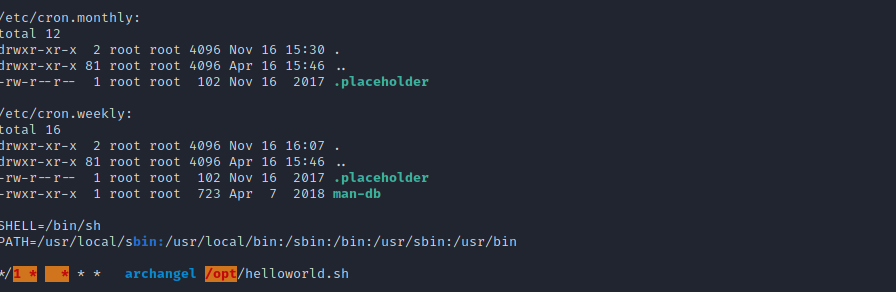 /etc/cron.monthly:
total 12
drwxr-xr-x  2 root root 4096 Nov 16 15:30 .
drwxr-xr-x 81 root root 4096 Apr 16 15:46 ..
-rw-r--r--  1 root root  102 Nov 16  2017 .placeholder
/etc/cron.weekly:
total 16
drwxr-xr-x  2 root root 4096 Nov 16 16:07 .
drwxr-xr-x 81 root root 4096 Apr 16 15:46 ..
-rw-r--r--  1 root root  102 Nov 16  2017 .placeholder
-rwxr-xr-x  1 root root  723 Apr  7  2018 man-db
SHELL=/bin/sh
PATH=/usr/local/sbin:/usr/local/bin:/sbin:/bin:/usr/sbin:/usr/bin
*/1 *   * * *   archangel /opt/helloworld.sh